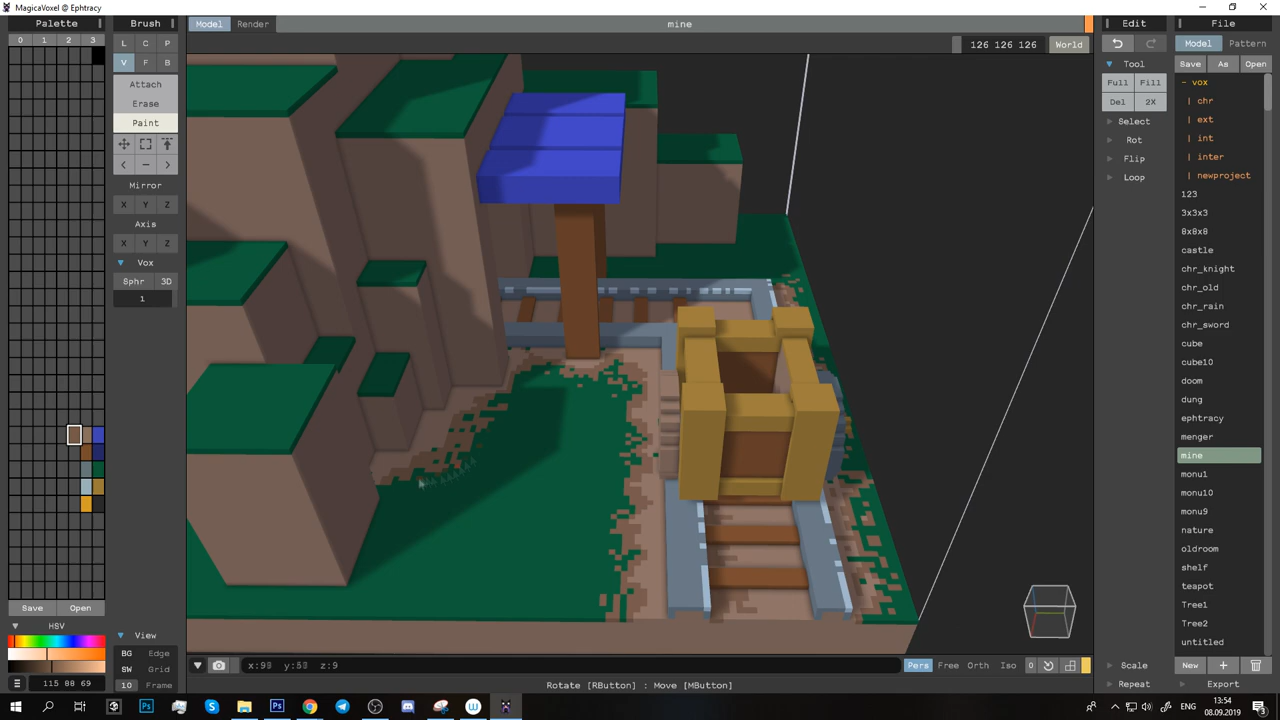 MagicaVoxel @ Ephtracy
Palette
Brush
Model Render
mine
Edit
File
0 1 2 3
L C P
V F B
126 126 126 World
Model Pattern
Tool
Save As Open
Attach
Erase
Paint
Full Fill
Del 2X
Select
Rot
Flip
Loop
Mirror
X Y Z
Axis
X Y Z
Vox
Sphr 3D
1
- vox
| chr
| ext
| int
| inter
| newproject
123
3x3x3
8x8x8
castle
chr_knight
chr_old
chr_rain
chr_sword
cube
cube10
doom
dung
ephtracy
menger
mine
monu1
monu10
monu9
nature
oldroom
shelf
teapot
Tree1
Tree2
untitled
Save Open
HSV
115 88 69
View
BG Edge
SW Grid
10 Frame
x:90 y:50 z:9
Pers Free Orth Iso 0
Rotate [RButton] : Move [MButton]
Scale
Repeat
New + 
Export
ENG
13:54
08.09.2019
3